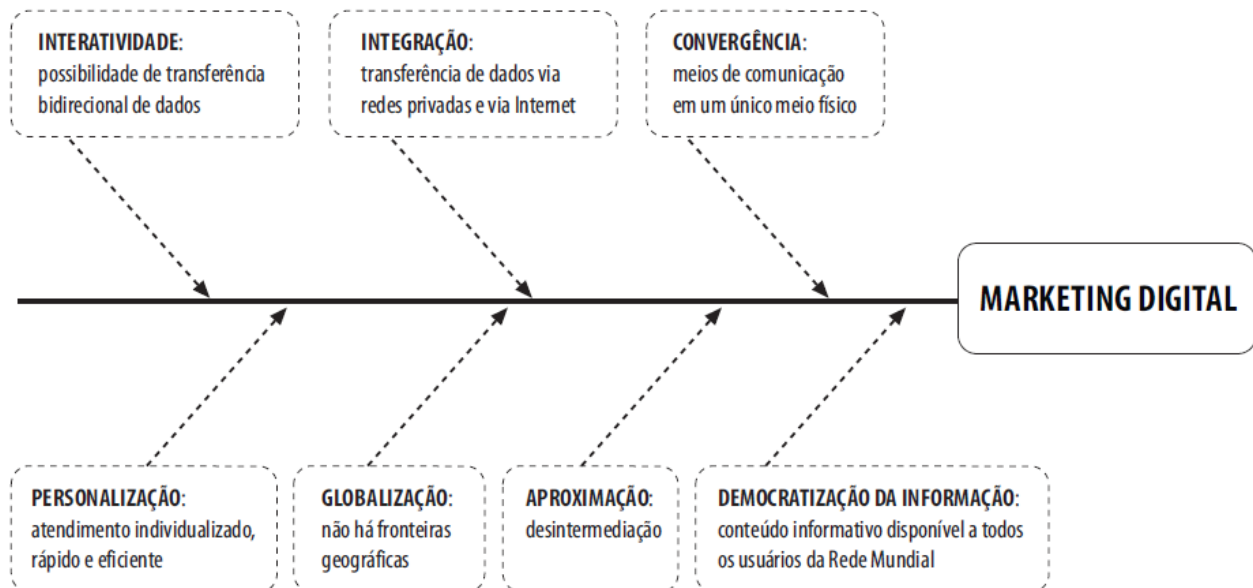 INTERATIVIDADE:
possibilidade de transferência
bidirecional de dados
INTEGRAÇÃO:
transferência de dados via
redes privadas e via Internet
CONVERGÊNCIA:
meios de comunicação
em um único meio físico
MARKETING DIGITAL
PERSONALIZAÇÃO:
atendimento individualizado,
rápido e eficiente
GLOBALIZAÇÃO:
não há fronteiras
geográficas
APROXIMAÇÃO:
desintermediação
DEMOCRATIZAÇÃO DA INFORMAÇÃO:
conteúdo informativo disponível a todos
os usuários da Rede Mundial